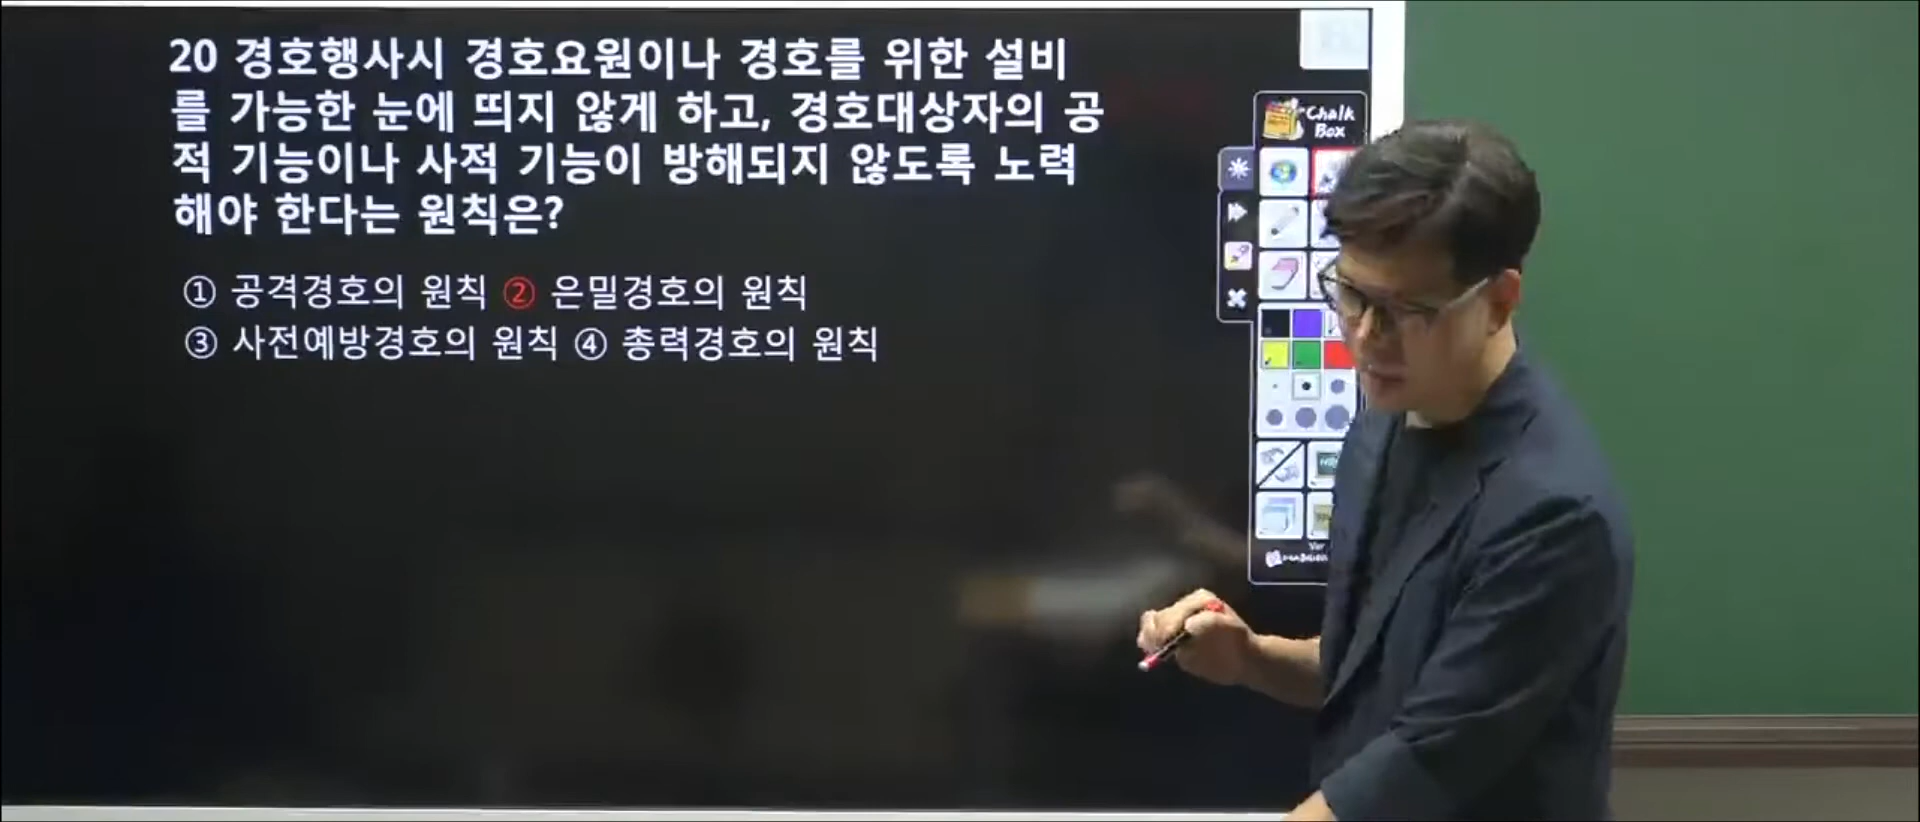 20 경호행사시 경호요원이나 경호를 위한 설비
를 가능한 눈에 띄지 않게 하고, 경호대상자의 공
적 기능이나 사적 기능이 방해되지 않도록 노력
해야 한다는 원칙은?
① 공격경호의 원칙 ② 은밀경호의 원칙
③ 사전예방경호의 원칙 ④ 총력경호의 원칙
Chalk
Box
Ver